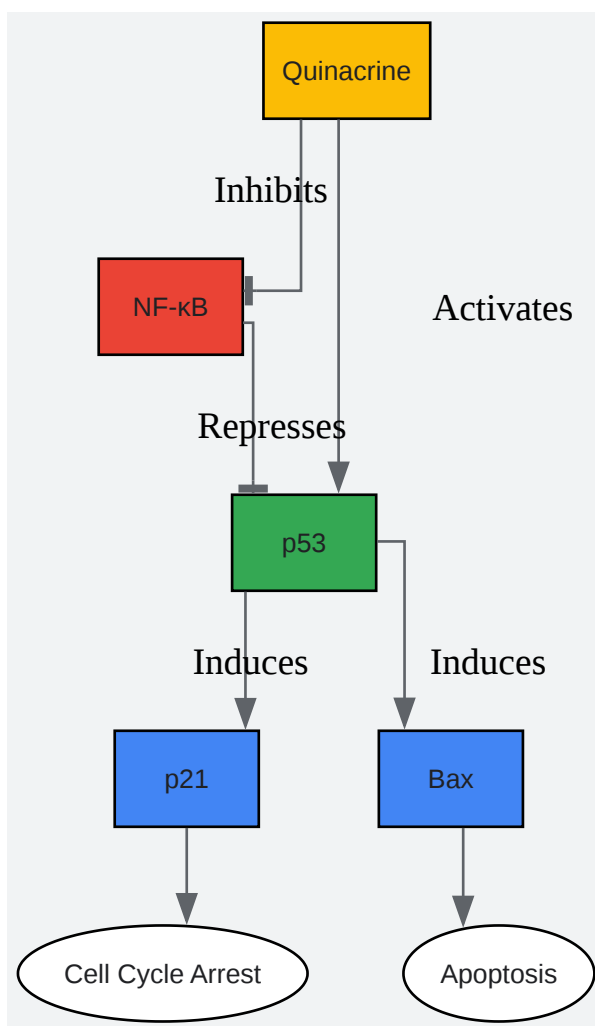 Quinacrine
Inhibits
NF-κB
Activates
Represses
p53
Induces
Induces
p21
Bax
Cell Cycle Arrest
Apoptosis